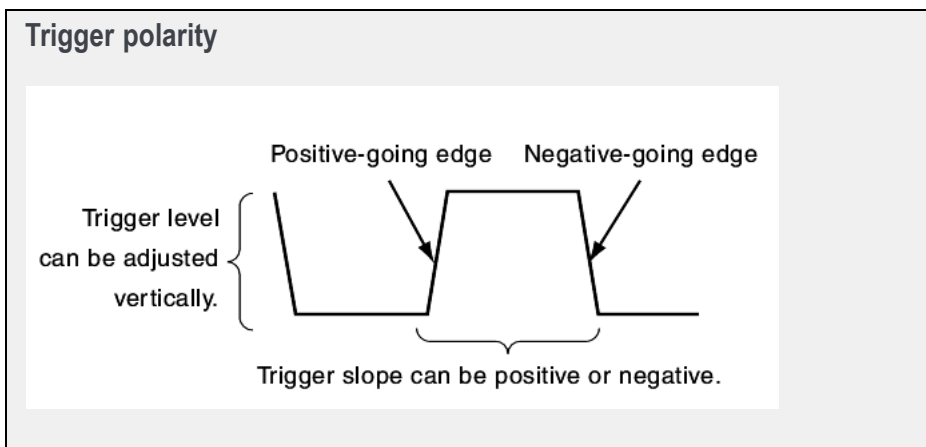 Trigger polarity
Positive-going edge
Negative-going edge
Trigger level
can be adjusted
vertically.
Trigger slope can be positive or negative.